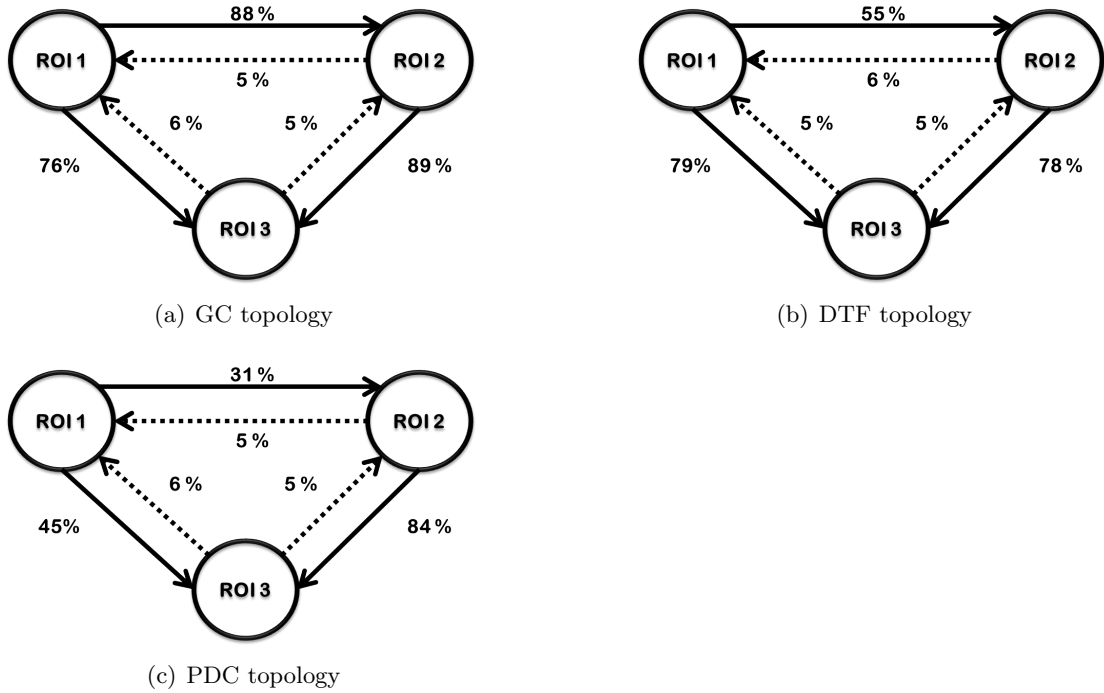 88 %
ROI 1
ROI 2
5 %
6 %
5 %
76%
89 %
ROI 3
(a) GC topology
55 %
ROI 1
ROI 2
6 %
5 %
5 %
79%
78 %
ROI 3
(b) DTF topology
31 %
ROI 1
ROI 2
5 %
6 %
5 %
45%
84 %
ROI 3
(c) PDC topology